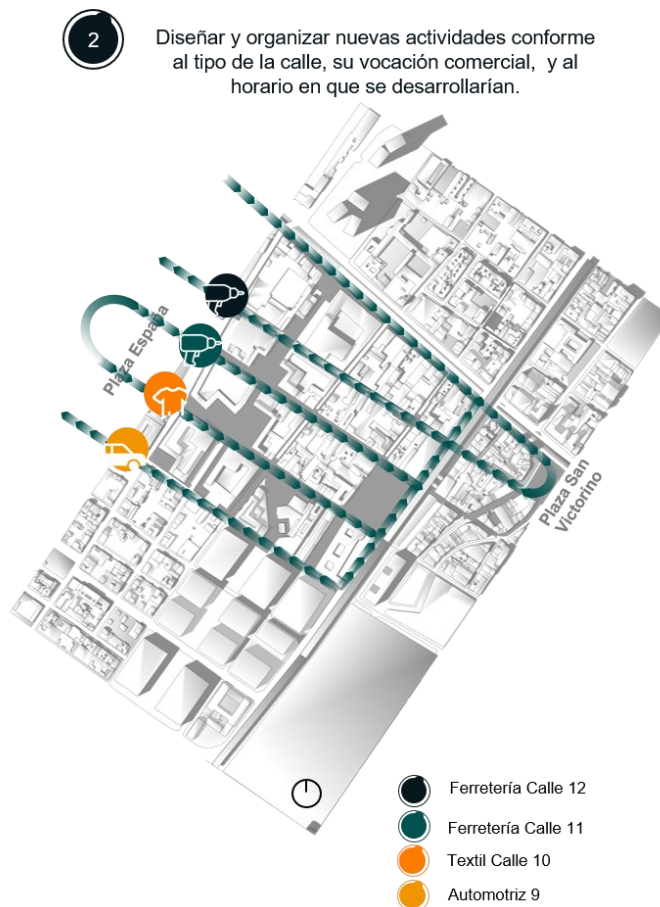 2
Diseñar y organizar nuevas actividades conforme
al tipo de la calle, su vocación comercial, y al
horario en que se desarrollarían.
Plaza España
Plaza San
Victorino
Ferretería Calle 12
Ferretería Calle 11
Textil Calle 10
Automotriz 9